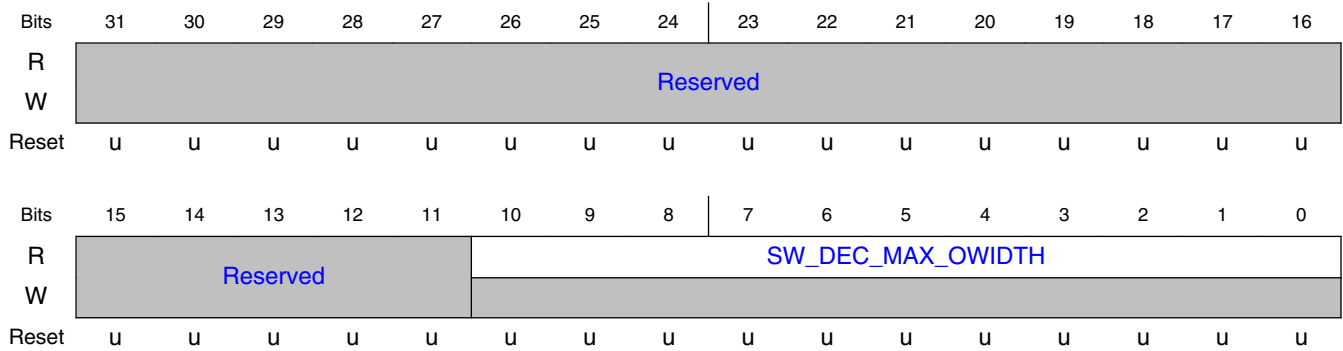 Bits 31 30 29 28 27 26 25 24 23 22 21 20 19 18 17 16
R
Reserved
W
Reset u u u u u u u u u u u u u u u u
Bits 15 14 13 12 11 10 9 8 7 6 5 4 3 2 1 0
R SW_DEC_MAX_OWIDTH
Reserved
W
Reset u u u u u u u u u u u u u u u u